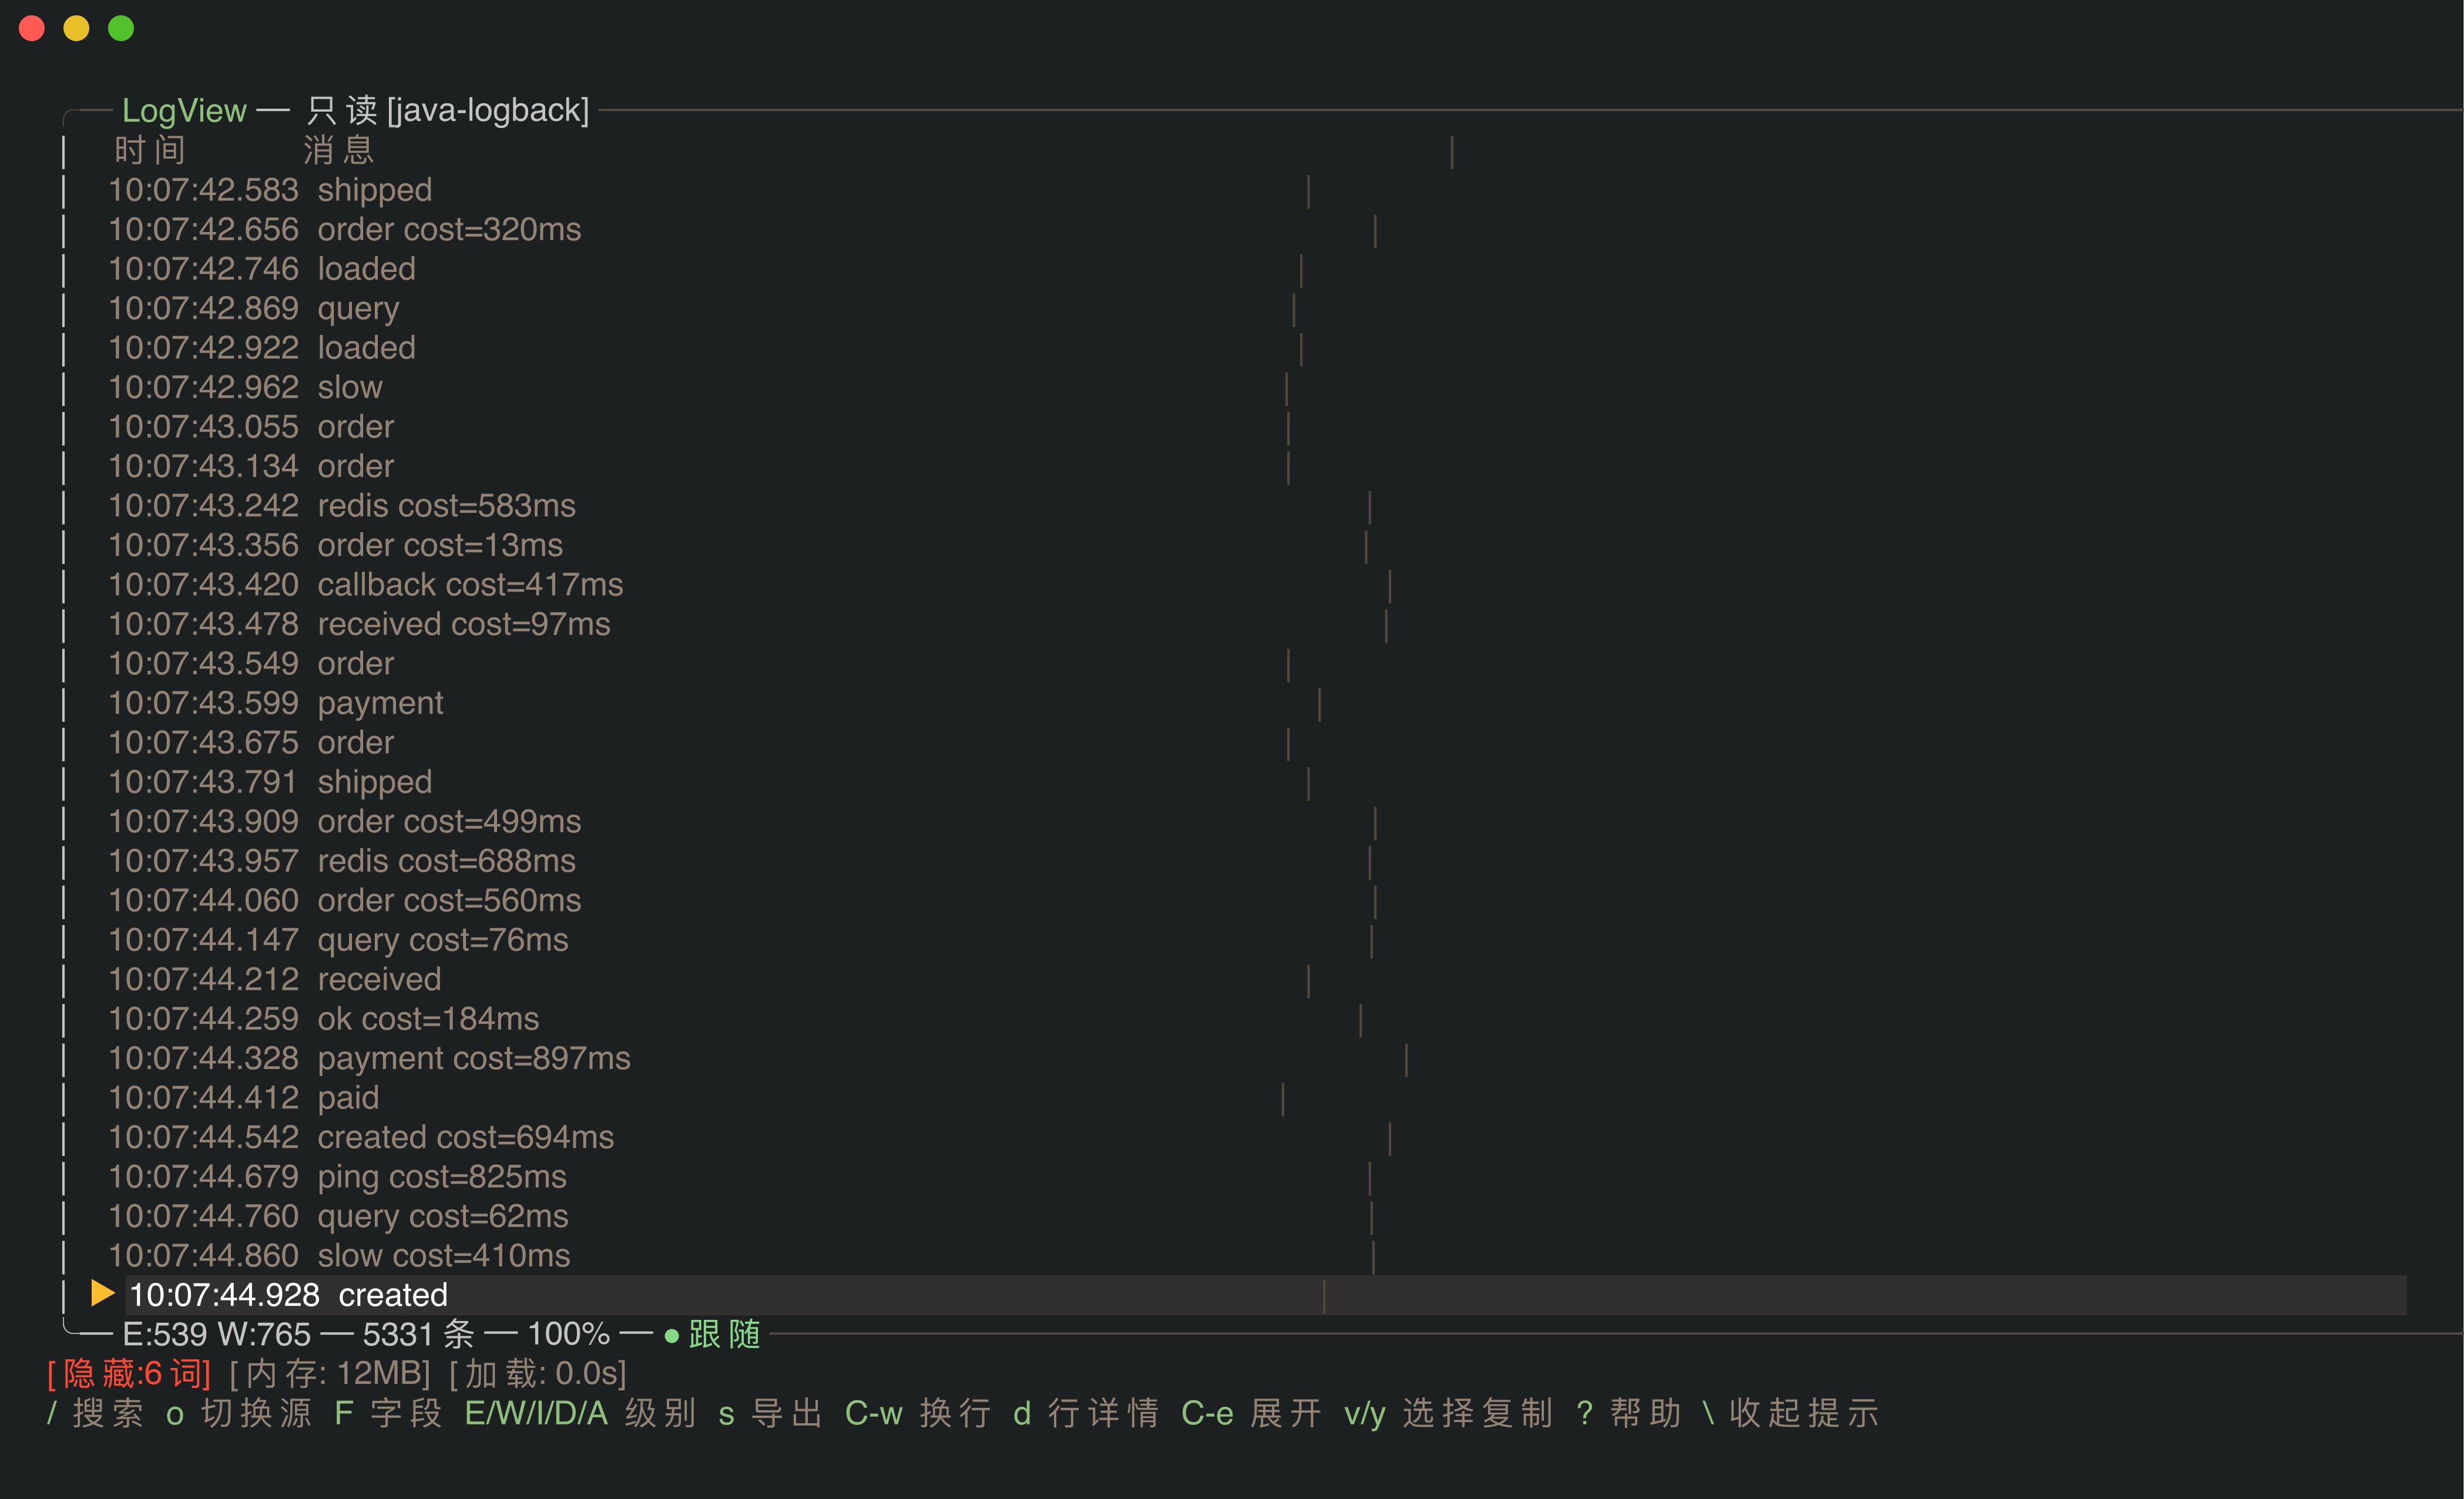 LogView — 只读 [java-logback]
时间 消息
10:07:42.583 shipped
10:07:42.656 order cost=320ms
10:07:42.746 loaded
10:07:42.869 query
10:07:42.922 loaded
10:07:42.962 slow
10:07:43.055 order
10:07:43.134 order
10:07:43.242 redis cost=583ms
10:07:43.356 order cost=13ms
10:07:43.420 callback cost=417ms
10:07:43.478 received cost=97ms
10:07:43.549 order
10:07:43.599 payment
10:07:43.675 order
10:07:43.791 shipped
10:07:43.909 order cost=499ms
10:07:43.957 redis cost=688ms
10:07:44.060 order cost=560ms
10:07:44.147 query cost=76ms
10:07:44.212 received
10:07:44.259 ok cost=184ms
10:07:44.328 payment cost=897ms
10:07:44.412 paid
10:07:44.542 created cost=694ms
10:07:44.679 ping cost=825ms
10:07:44.760 query cost=62ms
10:07:44.860 slow cost=410ms
▶ 10:07:44.928 created
E:539 W:765 — 5331 条 — 100% — ● 跟随
[隐藏:6 词] [内存: 12MB] [加载: 0.0s]
/ 搜索 o 切换源 F 字段 E/W/I/D/A 级别 s 导出 C-w 换行 d 行详情 C-e 展开 v/y 选择复制 ? 帮助 \ 收起提示